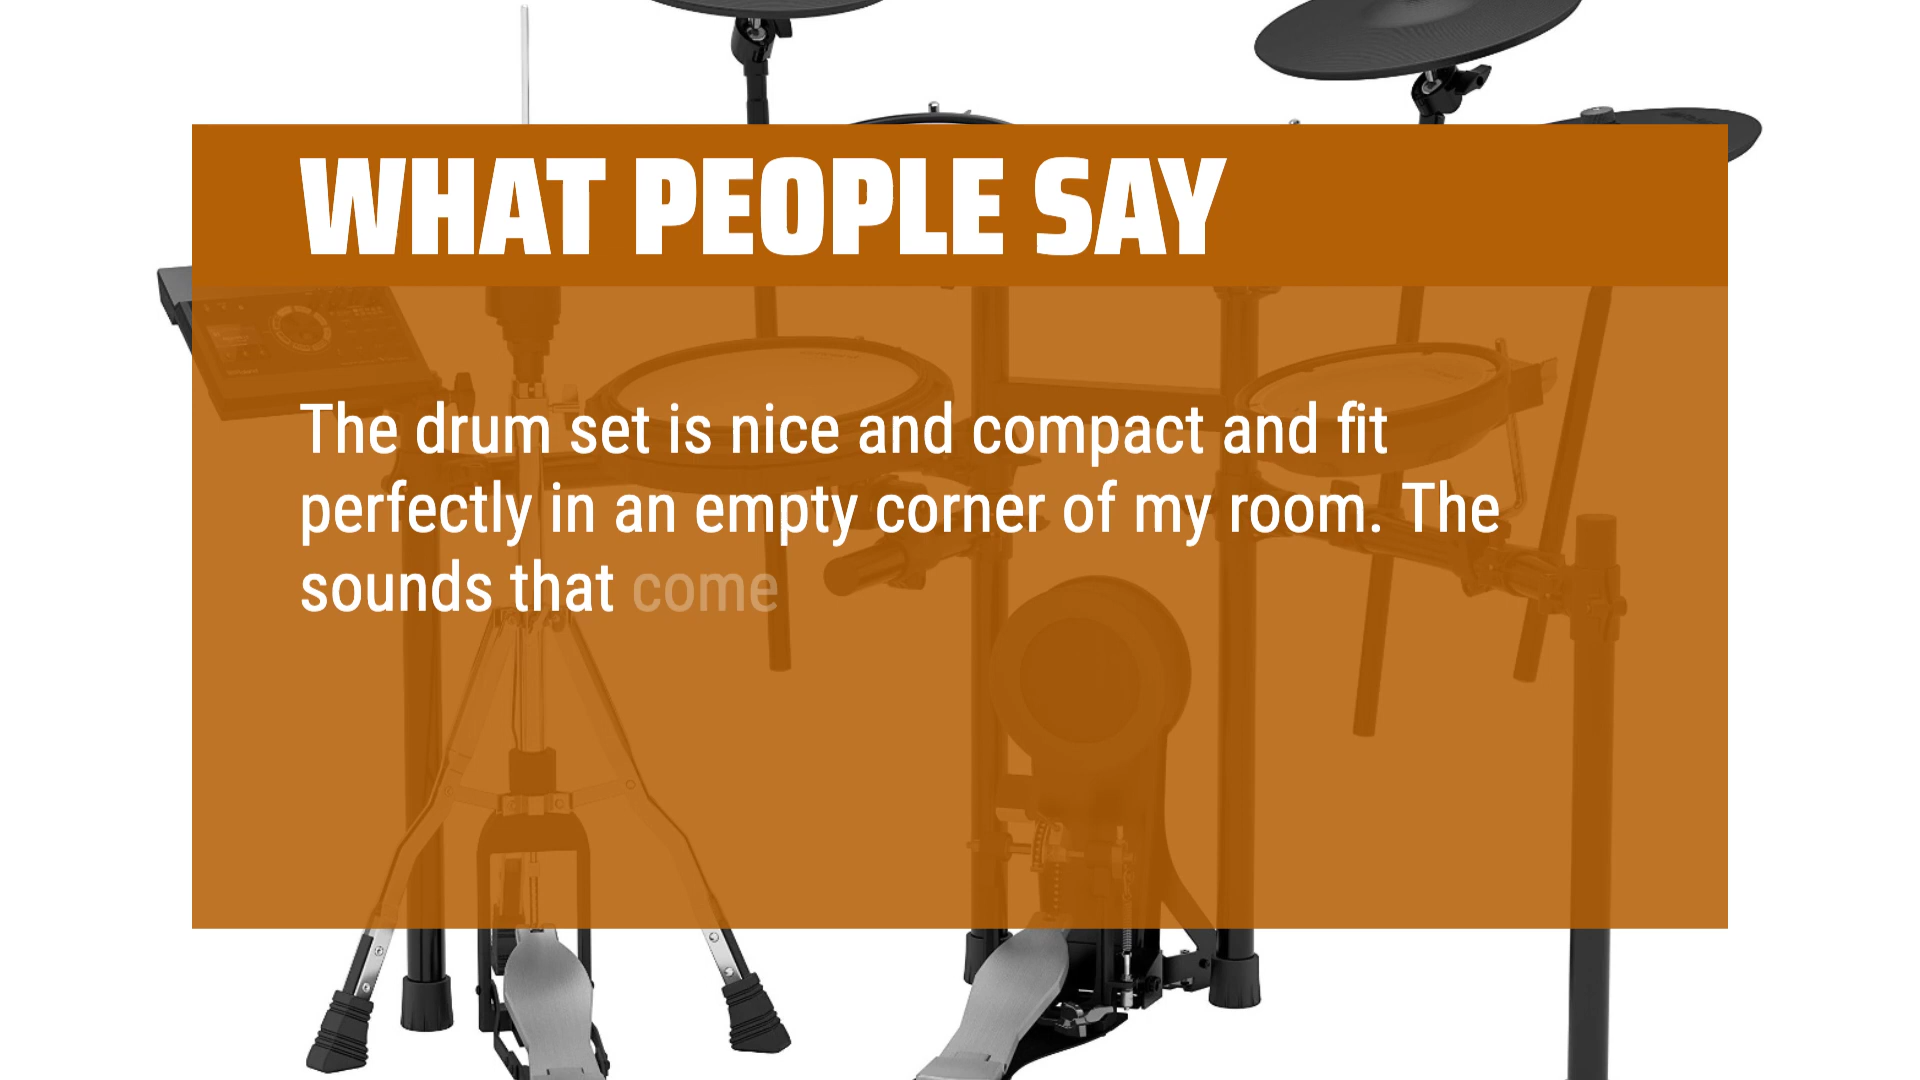 WHAT PEOPLE SAY
The drum set is nice and compact and fit
perfectly in an empty corner of my room. The
sounds that come